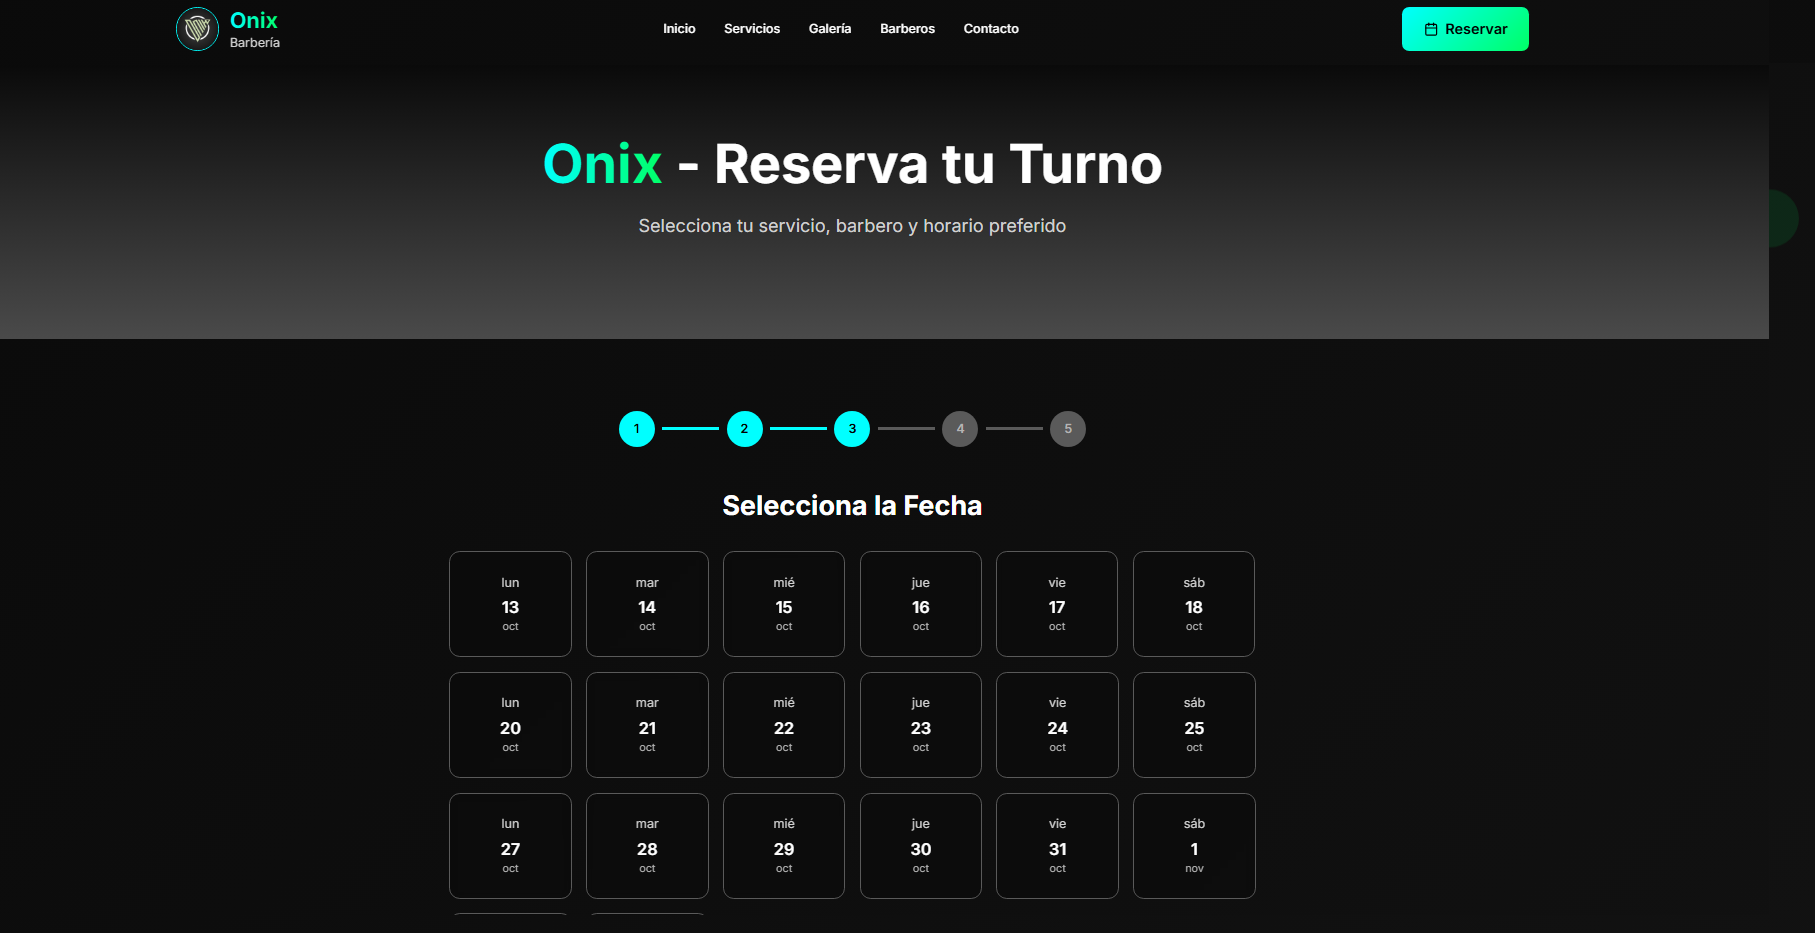 Onix
Barbería
Inicio Servicios Galería Barberos Contacto
Reservar
Onix - Reserva tu Turno
Selecciona tu servicio, barbero y horario preferido
1 2 3 4 5
Selecciona la Fecha
lun mar mié jue vie sáb
13 14 15 16 17 18
oct oct oct oct oct oct
lun mar mié jue vie sáb
20 21 22 23 24 25
oct oct oct oct oct oct
lun mar mié jue vie sáb
27 28 29 30 31 1
oct oct oct oct oct nov